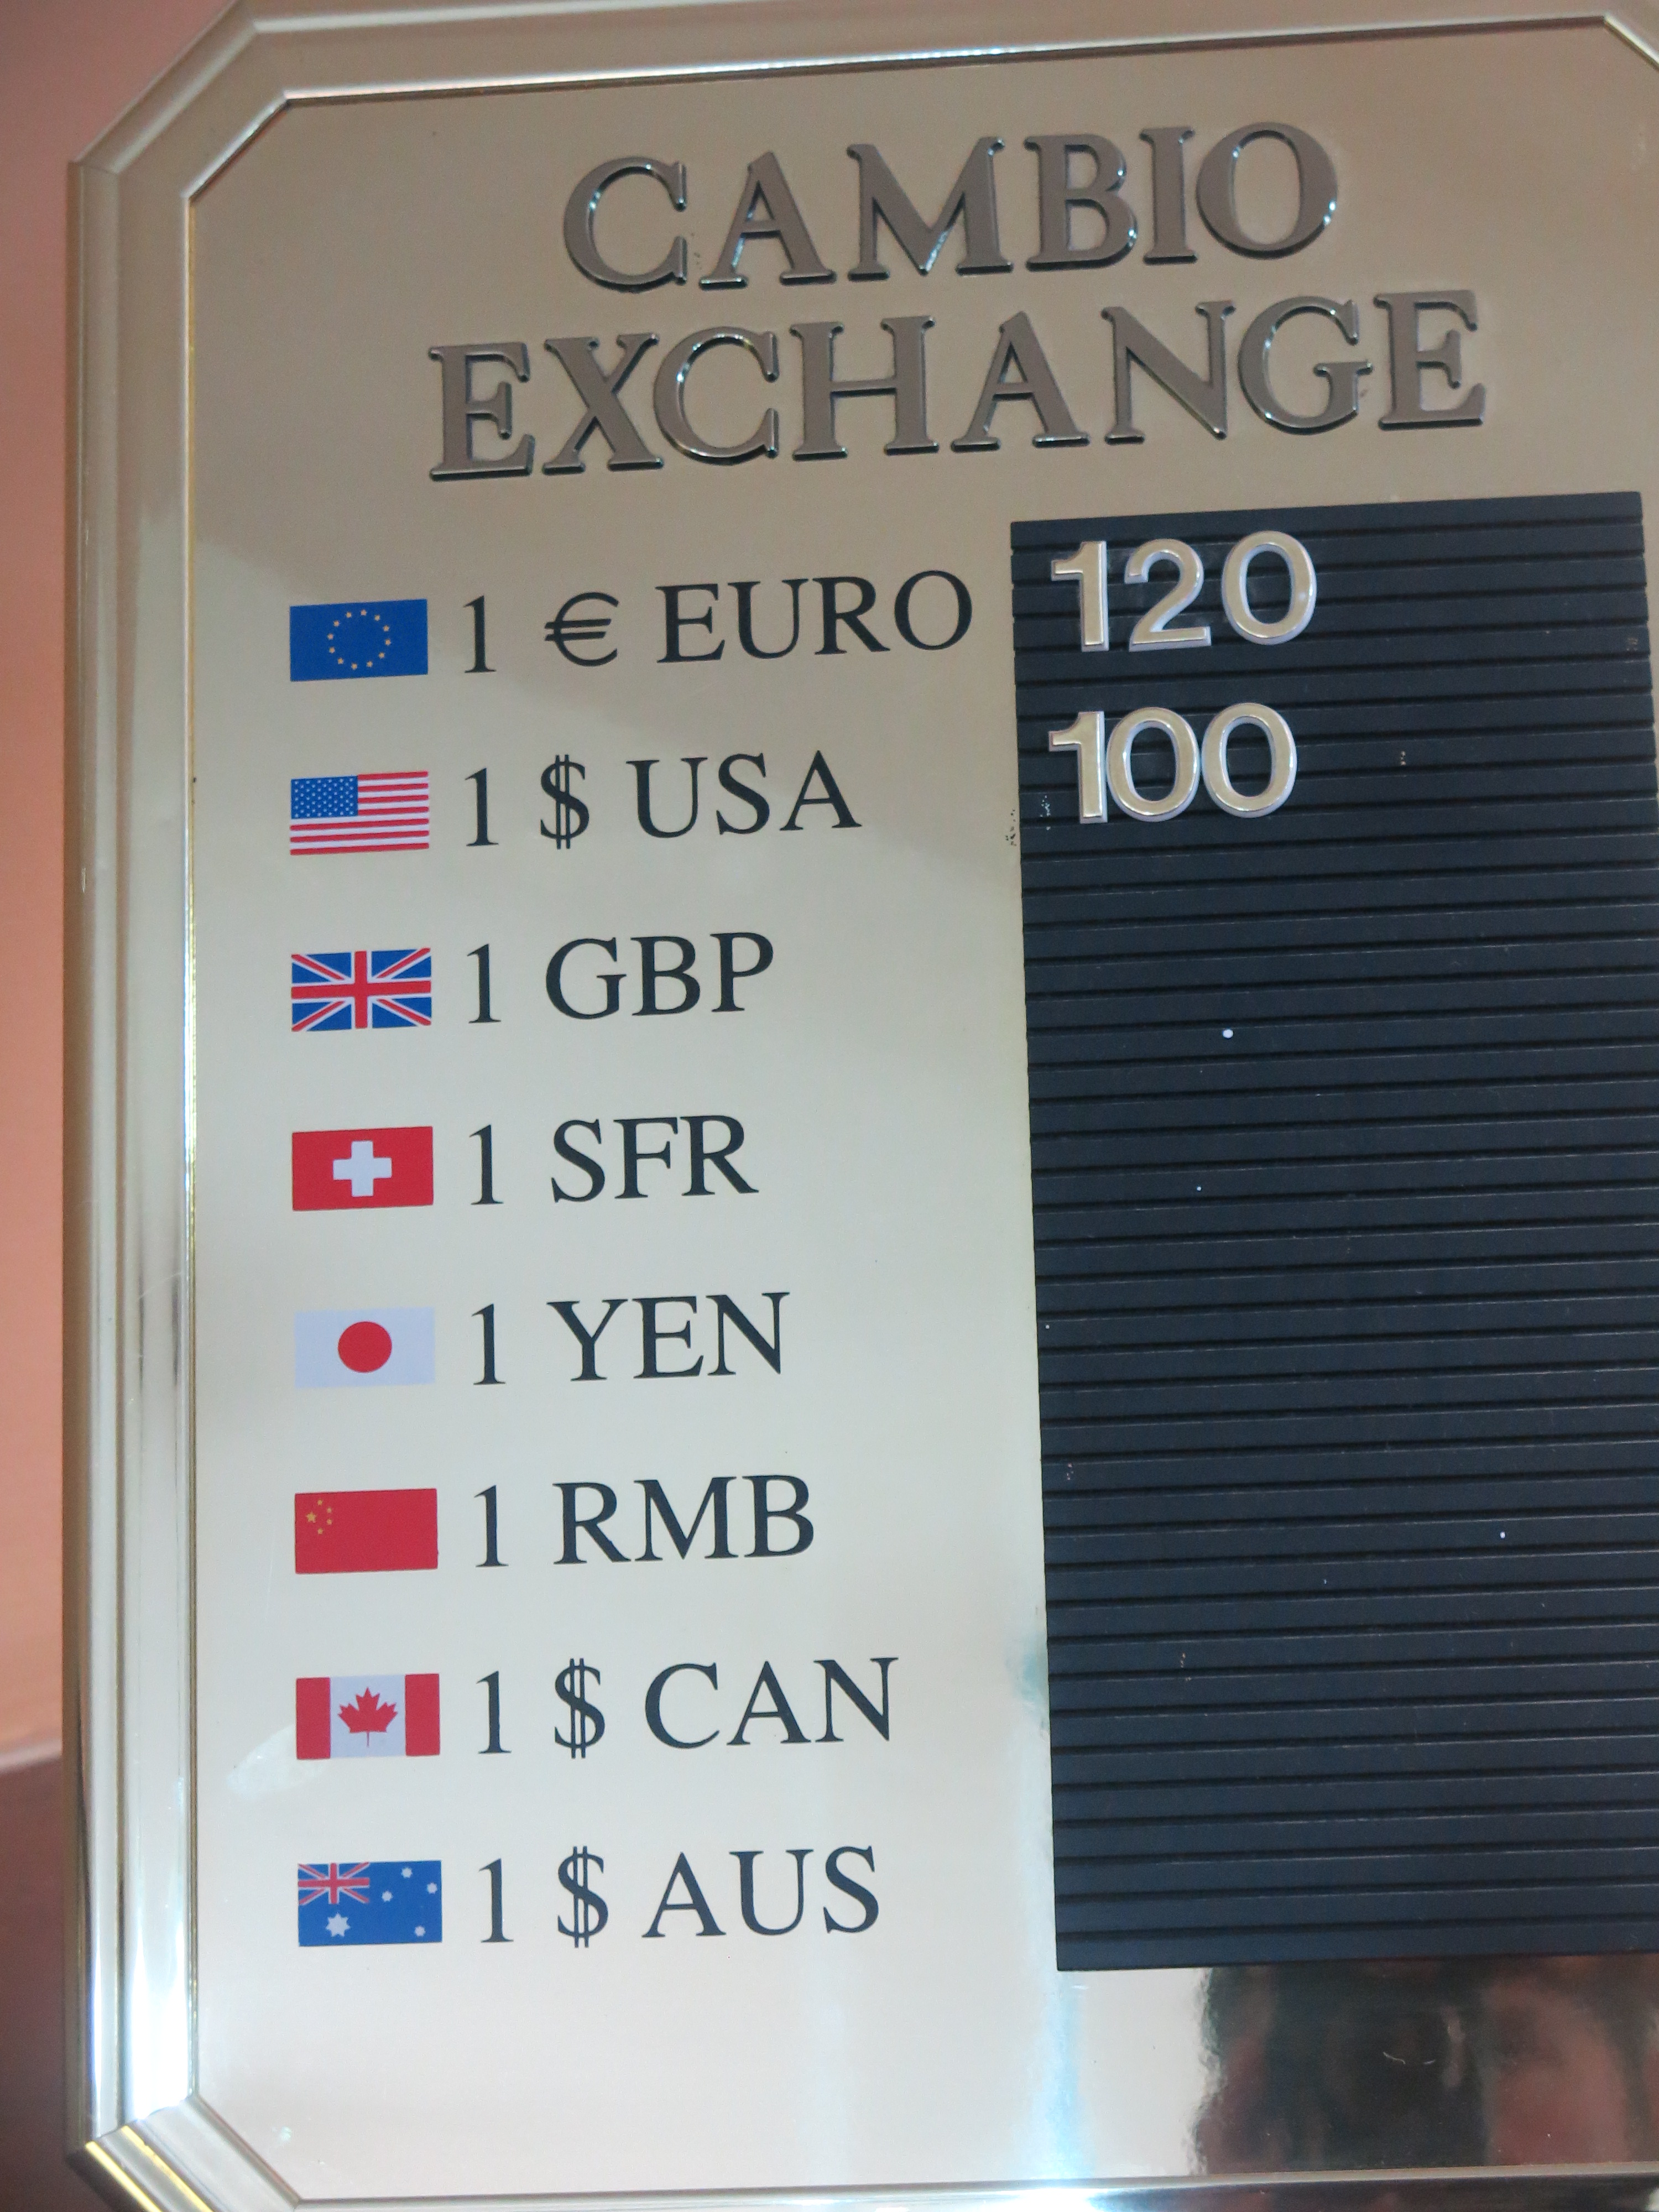 CAMBIO
EXCHANGE
1 € EURO 120
1 $ USA 100
1 GBP
1 SFR
1 YEN
1 RMB
1 $ CAN
1 $ AUS